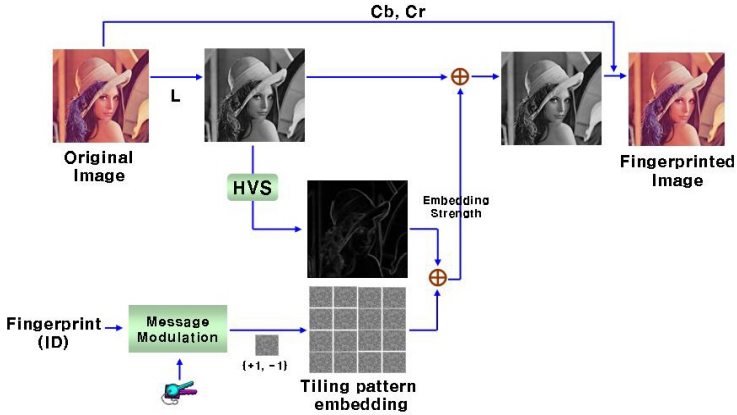 Cb, Cr
L
Original
Image
HVS
Fingerprinted
Image
Embedding
Strength
Fingerprint
(ID)
Message
Modulation
{+1, -1}
Tiling pattern
embedding